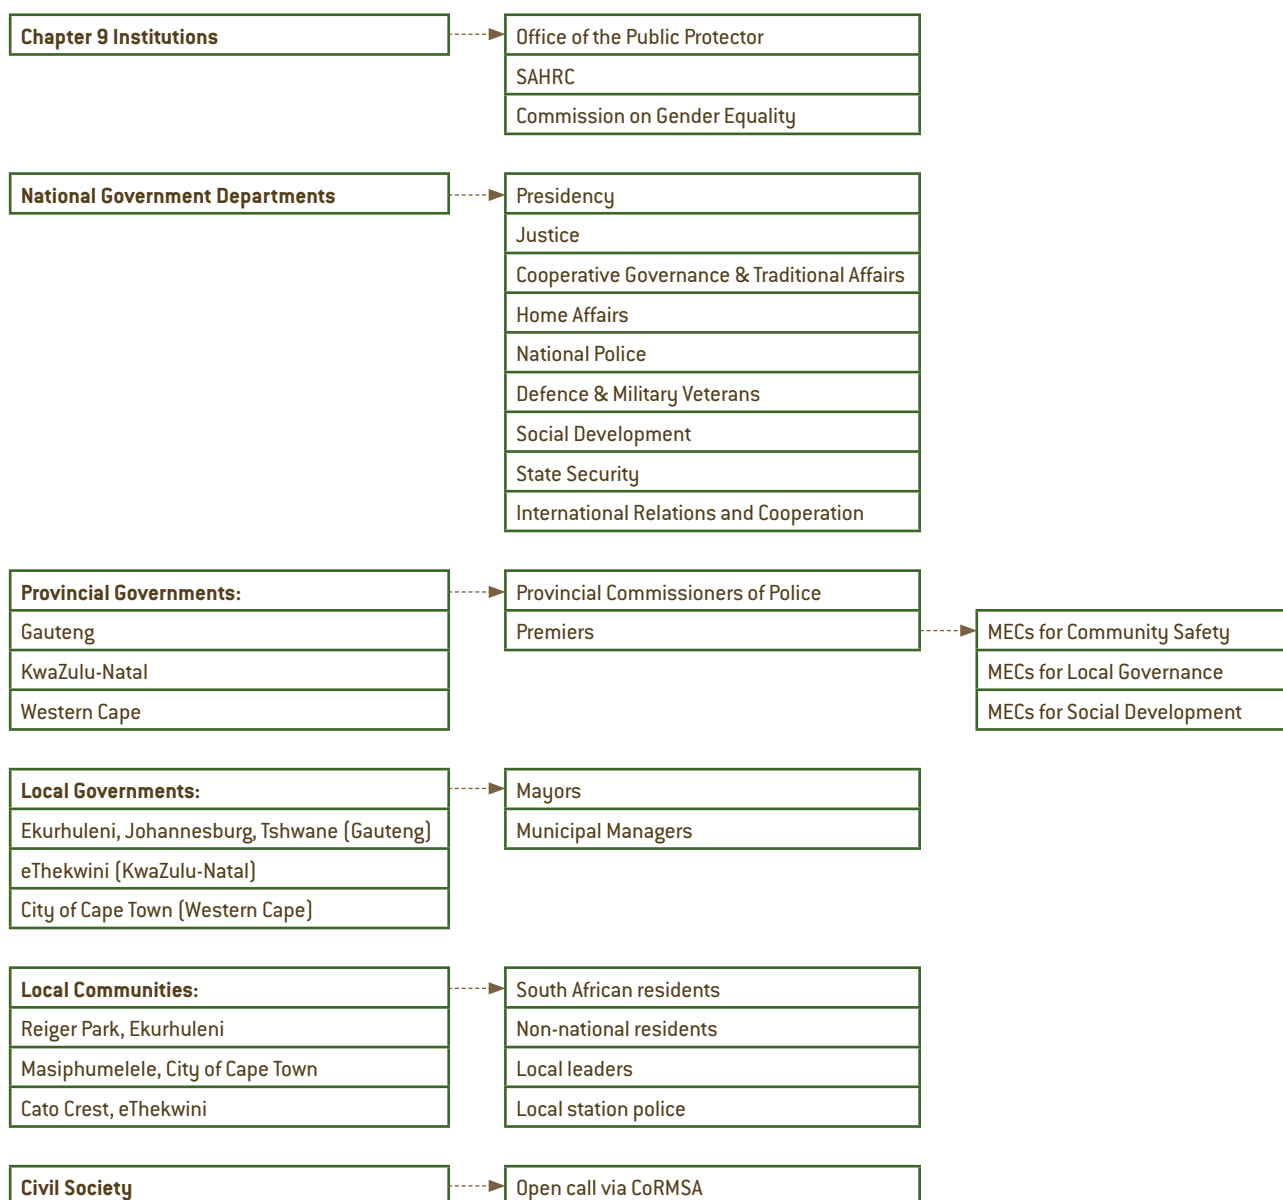 Chapter 9 Institutions
Office of the Public Protector
SAHRC
Commission on Gender Equality
National Government Departments
Presidency
Justice
Cooperative Governance & Traditional Affairs
Home Affairs
National Police
Defence & Military Veterans
Social Development
State Security
International Relations and Cooperation
Provincial Governments:
Gauteng
KwaZulu-Natal
Western Cape
Provincial Commissioners of Police
Premiers
MECs for Community Safety
MECs for Local Governance
MECs for Social Development
Local Governments:
Ekurhuleni, Johannesburg, Tshwane (Gauteng)
eThekwini (KwaZulu-Natal)
City of Cape Town (Western Cape)
Mayors
Municipal Managers
Local Communities:
Reiger Park, Ekurhuleni
Masiphumelele, City of Cape Town
Cato Crest, eThekwini
South African residents
Non-national residents
Local leaders
Local station police
Civil Society
Open call via CoRMSA